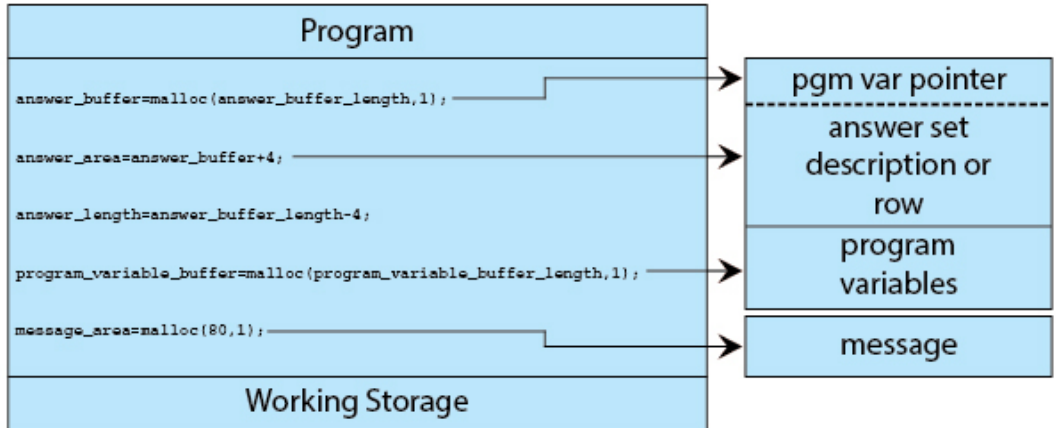 Program
answer_buffer=malloc(answer_buffer_length,1);
answer_area=answer_buffer+4;
answer_length=answer_buffer_length-4;
program_variable_buffer=malloc(program_variable_buffer_length,1);
message_area=malloc(80,1);
Working Storage
pgm var pointer
answer set
description or
row
program
variables
message